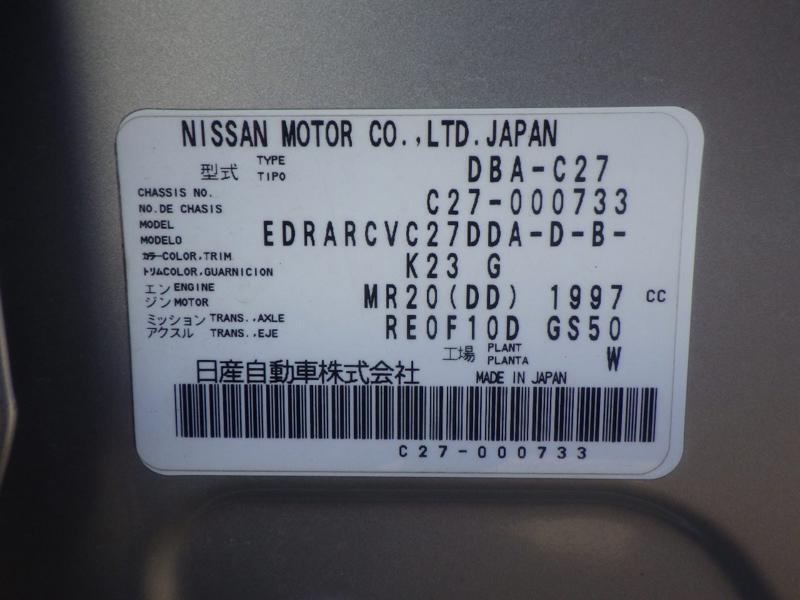 NISSAN MOTOR CO.,LTD.JAPAN
型式 TYPE TIPO DBA-C27
CHASSIS NO. NO.DE CHASIS C27-000733
MODEL MODELO EDRARCVC27DDA-D-B-
カラーCOLOR,TRIM トリムCOLOR,GUARNICION K23 G
エンジン ENGINE MOTOR MR20(DD) 1997 CC
ミッション TRANS.,AXLE アクスル TRANS.,EJE RE0F10D GS50
工場 PLANT PLANTA W
日産自動車株式会社 MADE IN JAPAN
C27-000733